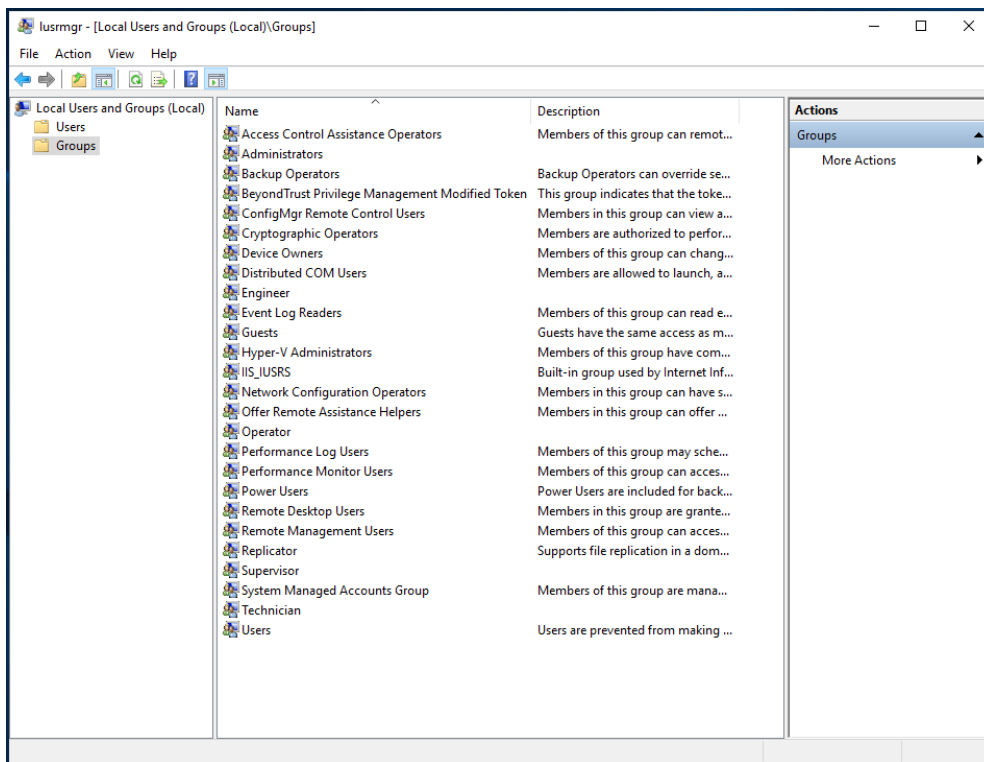 lusrmgr - [Local Users and Groups (Local)\Groups]
File Action View Help
Local Users and Groups (Local)
Users
Groups
Name Description
Access Control Assistance Operators Members of this group can remot...
Administrators
Backup Operators Backup Operators can override se...
BeyondTrust Privilege Management Modified Token This group indicates that the toke...
ConfigMgr Remote Control Users Members in this group can view a...
Cryptographic Operators Members are authorized to perfor...
Device Owners Members of this group can chang...
Distributed COM Users Members are allowed to launch, a...
Engineer
Event Log Readers Members of this group can read e...
Guests Guests have the same access as m...
Hyper-V Administrators Members of this group have com...
IIS_IUSRS Built-in group used by Internet Inf...
Network Configuration Operators Members in this group can have s...
Offer Remote Assistance Helpers Members in this group can offer ...
Operator
Performance Log Users Members of this group may sche...
Performance Monitor Users Members of this group can acces...
Power Users Power Users are included for back...
Remote Desktop Users Members in this group are grante...
Remote Management Users Members of this group can acces...
Replicator Supports file replication in a dom...
Supervisor
System Managed Accounts Group Members of this group are mana...
Technician
Users Users are prevented from making ...
Actions
Groups
More Actions